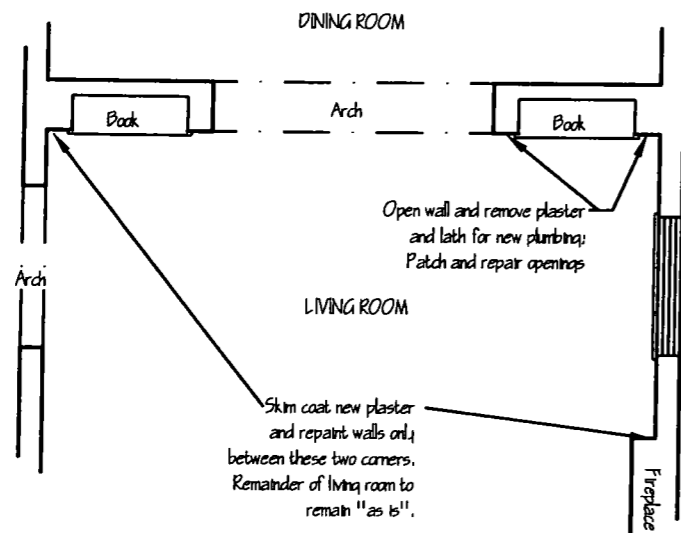 DINING ROOM
Arch
Book
Book
Open wall and remove plaster
and lath for new plumbing;
Patch and repair openings
Arch
LIVING ROOM
Skim coat new plaster
and repaint walls only
between these two corners.
Remainder of living room to
remain "as is".
Fireplace